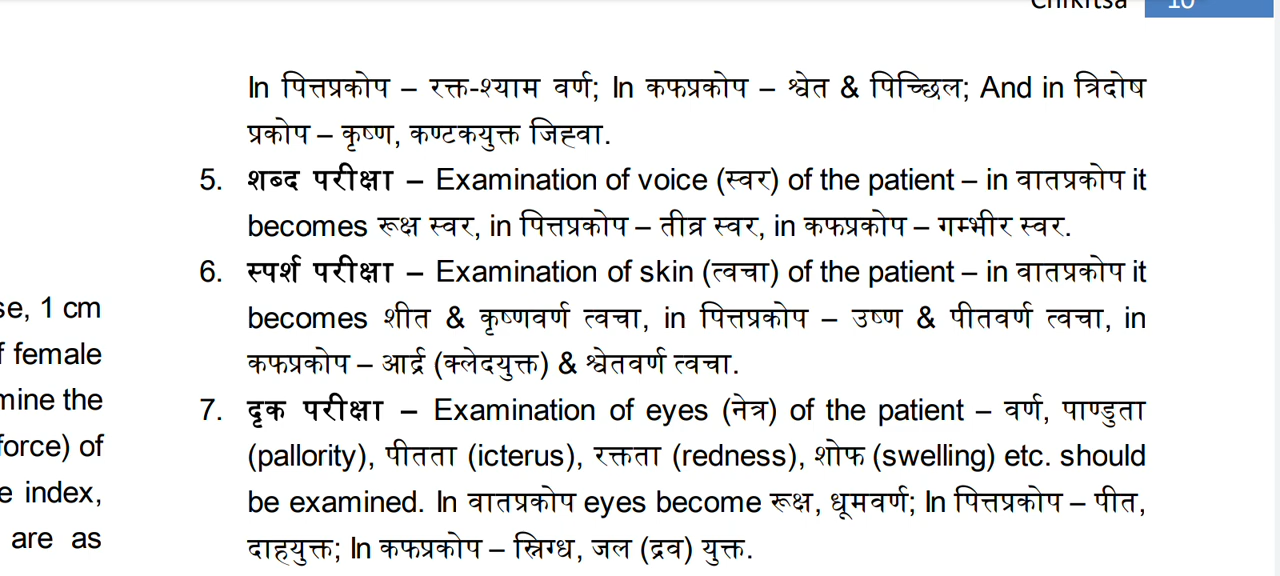 Chikitsa 10
In पित्तप्रकोप – रक्त-श्याम वर्ण; In कफप्रकोप – श्वेत & पिच्छिल; And in त्रिदोष
प्रकोप – कृष्ण, कण्टकयुक्त जिह्वा.
5. शब्द परीक्षा – Examination of voice (स्वर) of the patient – in वातप्रकोप it
becomes रूक्ष स्वर, in पित्तप्रकोप – तीव्र स्वर, in कफप्रकोप – गम्भीर स्वर.
6. स्पर्श परीक्षा – Examination of skin (त्वचा) of the patient – in वातप्रकोप it
becomes शीत & कृष्णवर्ण त्वचा, in पित्तप्रकोप – उष्ण & पीतवर्ण त्वचा, in
कफप्रकोप – आर्द्र (क्लेदयुक्त) & श्वेतवर्ण त्वचा.
7. दृक परीक्षा – Examination of eyes (नेत्र) of the patient – वर्ण, पाण्डुता
(pallority), पीतता (icterus), रक्तता (redness), शोफ (swelling) etc. should
be examined. In वातप्रकोप eyes become रूक्ष, धूमवर्ण; In पित्तप्रकोप – पीत,
दाहयुक्त; In कफप्रकोप – स्निग्ध, जल (द्रव) युक्त.
se, 1 cm
f female
mine the
force) of
e index,
are as